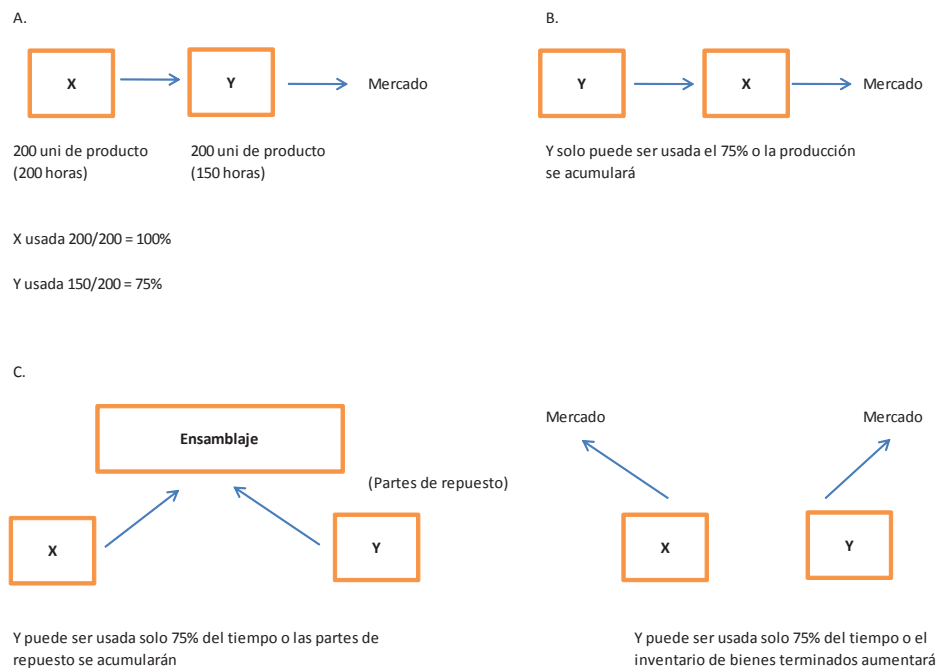 A.
X
Y
Mercado
200 uni de producto
(200 horas)
200 uni de producto
(150 horas)
X usada 200/200 = 100%
Y usada 150/200 = 75%
B.
Y
X
Mercado
Y solo puede ser usada el 75% o la producción
se acumulará
C.
Ensamblaje
(Partes de repuesto)
X
Y
Y puede ser usada solo 75% del tiempo o las partes de
repuesto se acumularán
Mercado
Mercado
X
Y
Y puede ser usada solo 75% del tiempo o el
inventario de bienes terminados aumentará